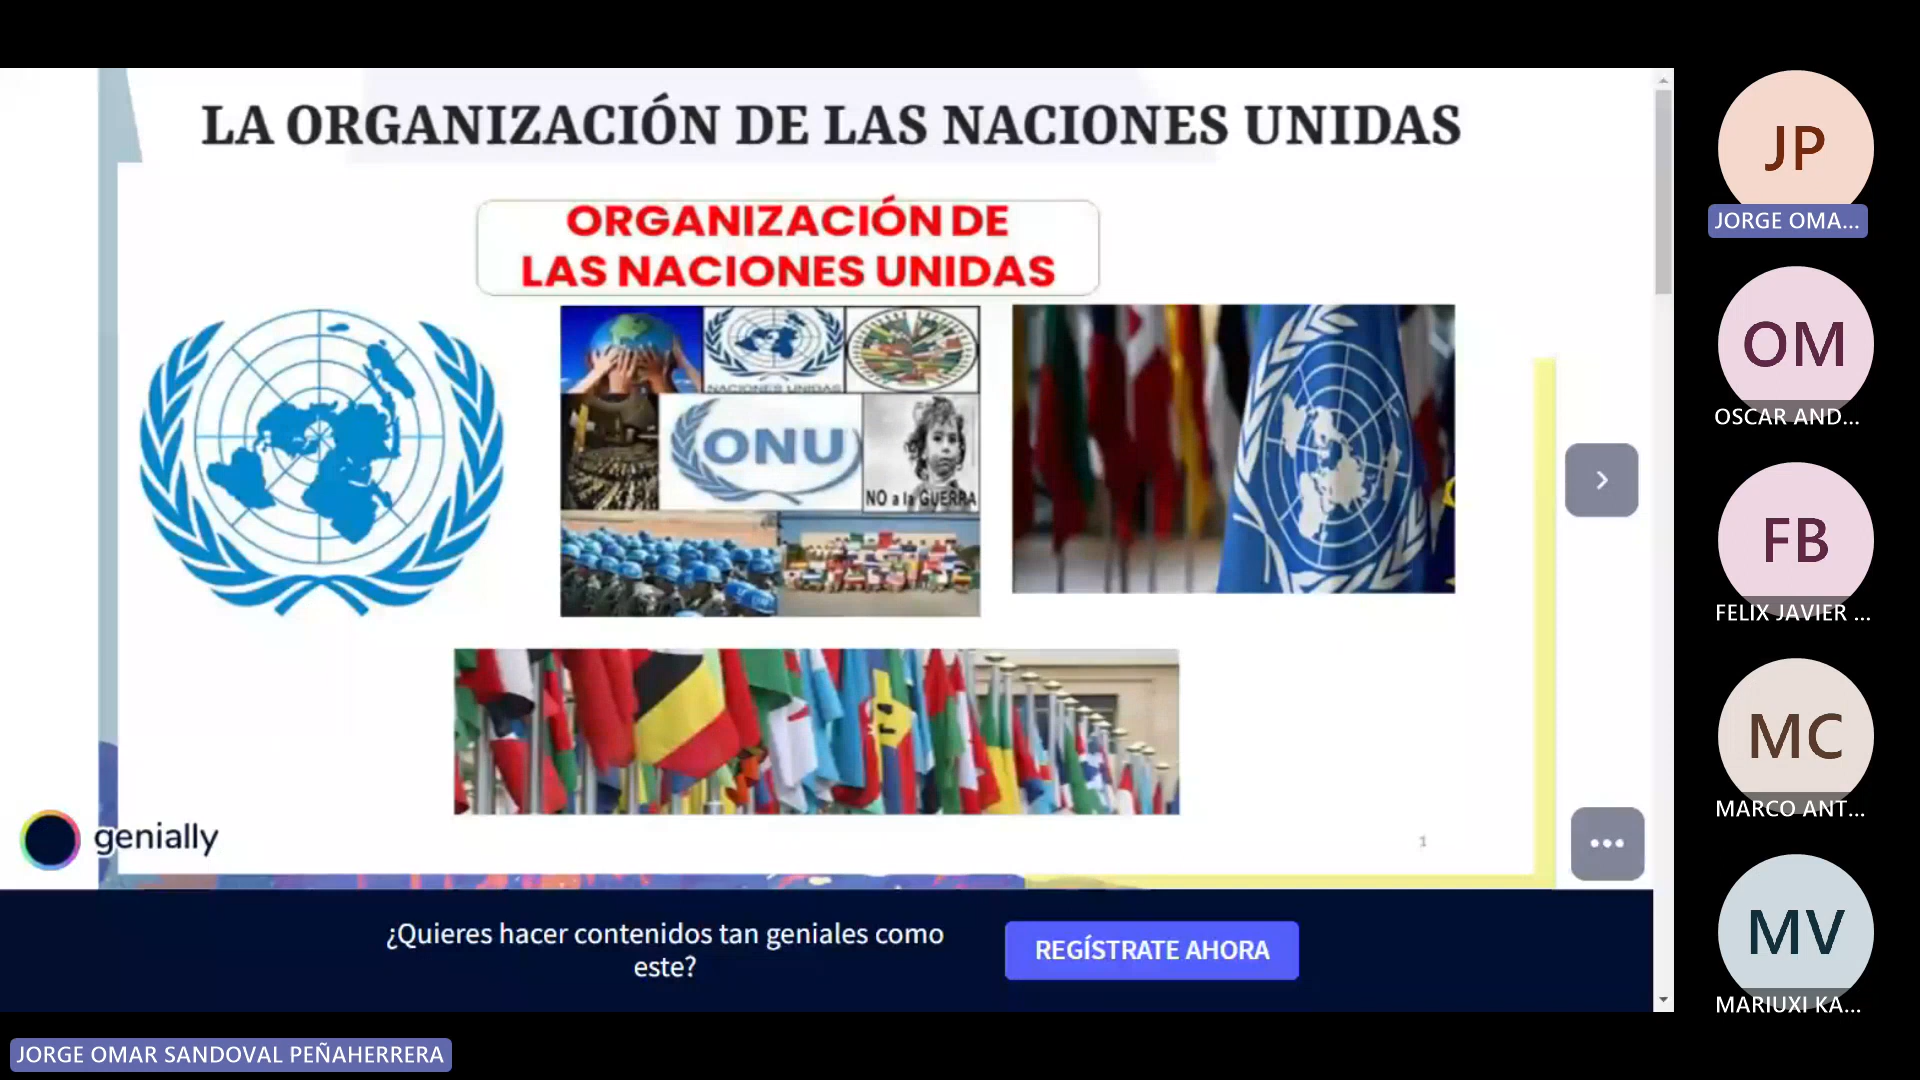 LA ORGANIZACIÓN DE LAS NACIONES UNIDAS
ORGANIZACIÓN DE
LAS NACIONES UNIDAS
NACIONES UNIDAS
ONU
NO a la GUERRA
1
genially
¿Quieres hacer contenidos tan geniales como
este?
REGÍSTRATE AHORA
JORGE OMAR SANDOVAL PEÑAHERRERA
JP
JORGE OMA...
OM
OSCAR AND...
FB
FELIX JAVIER ...
MC
MARCO ANT...
MV
MARIUXI KA...